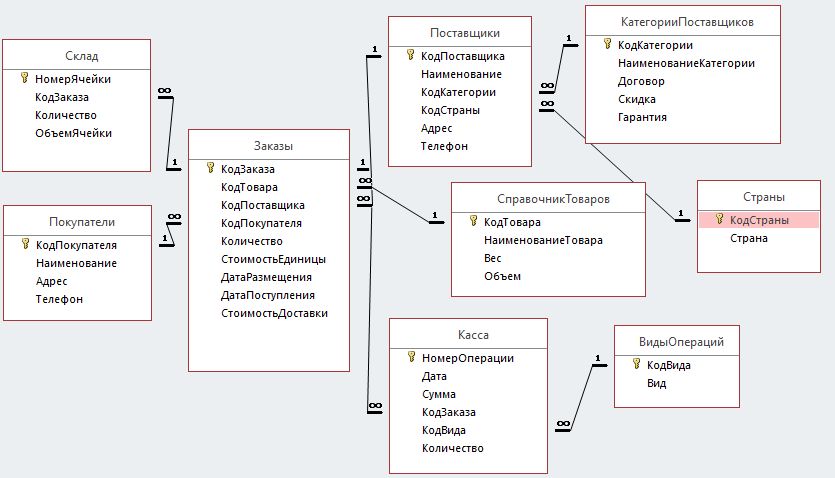 Склад
НомерЯчейки
КодЗаказа
Количество
ОбъемЯчейки
∞
1
Покупатели
КодПокупателя
Наименование
Адрес
Телефон
∞
1
Заказы
КодЗаказа
КодТовара
КодПоставщика
КодПокупателя
Количество
СтоимостьЕдиницы
ДатаРазмещения
ДатаПоступления
СтоимостьДоставки
1
1
∞
∞
Поставщики
КодПоставщика
Наименование
КодКатегории
КодСтраны
Адрес
Телефон
∞
∞
1
КатегорииПоставщиков
КодКатегории
НаименованиеКатегории
Договор
Скидка
Гарантия
1
СправочникТоваров
КодТовара
НаименованиеТовара
Вес
Объем
1
Страны
КодСтраны
Страна
∞
Касса
НомерОперации
Дата
Сумма
КодЗаказа
КодВида
Количество
∞
1
ВидыОпераций
КодВида
Вид